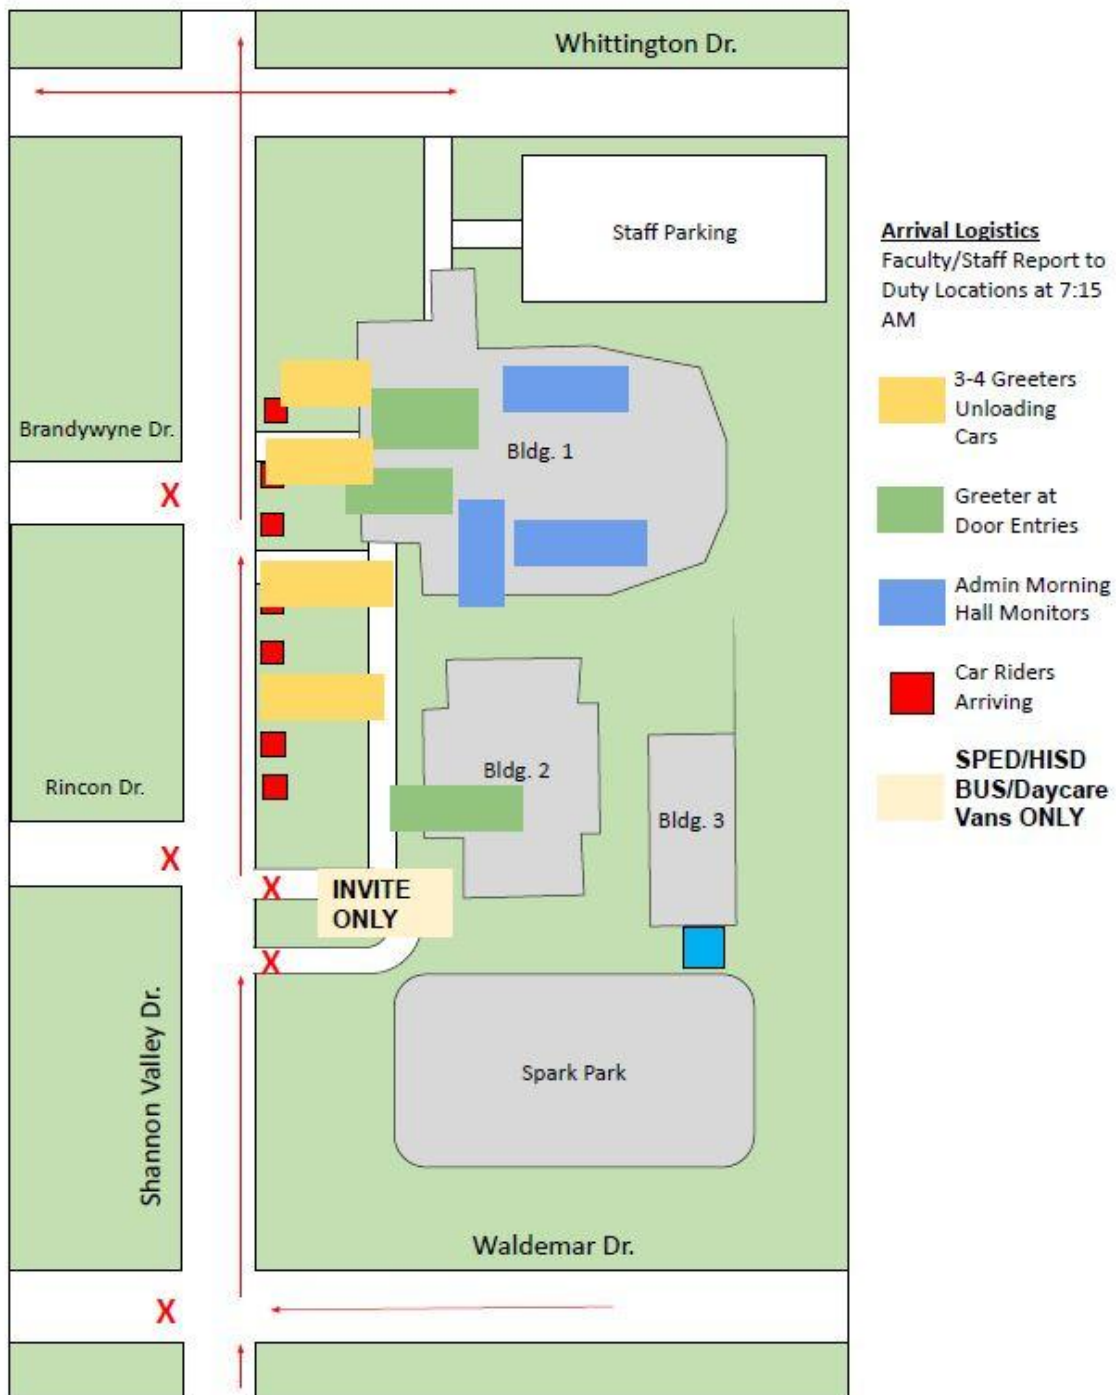 Whittington Dr.
Staff Parking
Arrival Logistics
Faculty/Staff Report to
Duty Locations at 7:15
AM
3-4 Greeters
Unloading
Cars
Brandywyne Dr.
Bldg. 1
X
Greeter at
Door Entries
Admin Morning
Hall Monitors
Car Riders
Arriving
Bldg. 2
Rincon Dr.
SPED/HISD
BUS/Daycare
Vans ONLY
Bldg. 3
X
X
INVITE
ONLY
X
Shannon Valley Dr.
Spark Park
Waldemar Dr.
X